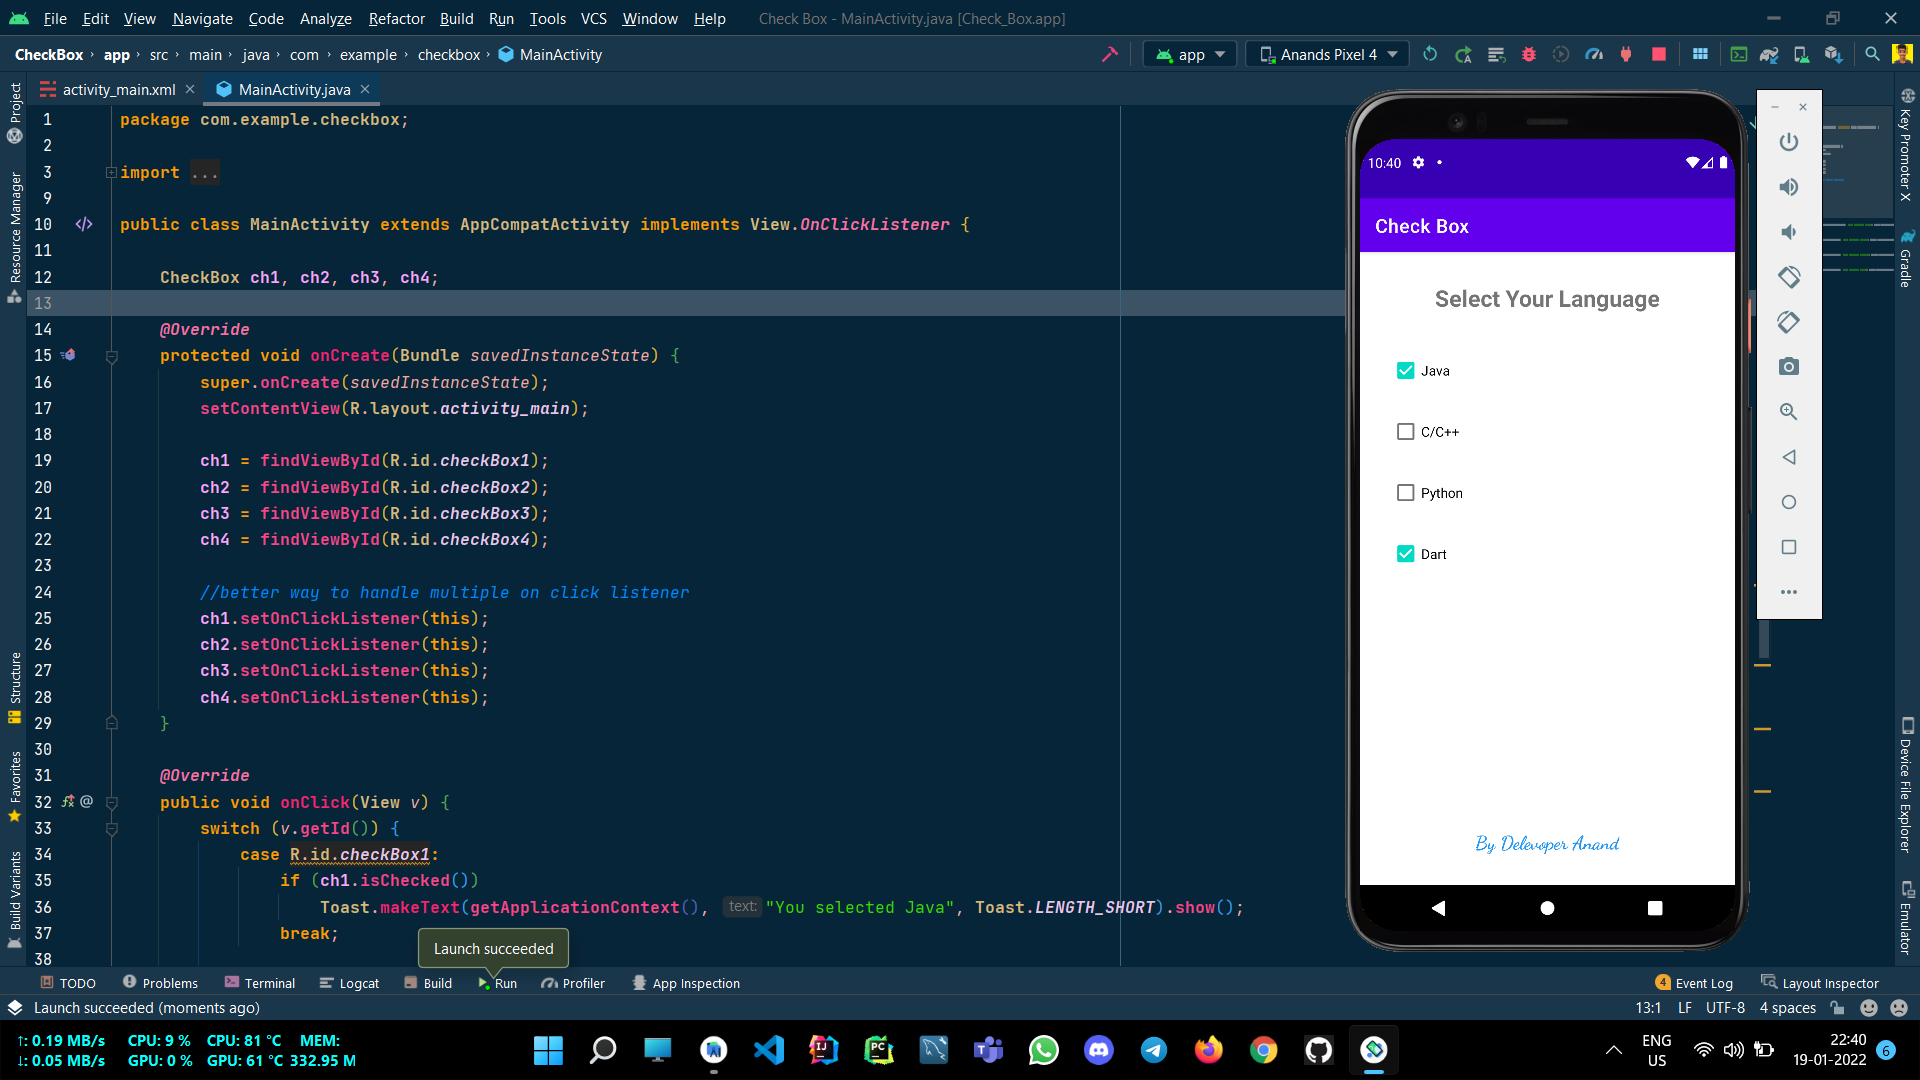 File Edit View Navigate Code Analyze Refactor Build Run Tools VCS Window Help Check Box - MainActivity.java [Check_Box.app]
CheckBox app src main java com example checkbox MainActivity app Anands Pixel 4
activity_main.xml MainActivity.java
Project
Resource Manager
Structure
Favorites
Build Variants
1 package com.example.checkbox;
2
3 import ...
9
10 public class MainActivity extends AppCompatActivity implements View.OnClickListener {
11
12 CheckBox ch1, ch2, ch3, ch4;
13
14 @Override
15 protected void onCreate(Bundle savedInstanceState) {
16 super.onCreate(savedInstanceState);
17 setContentView(R.layout.activity_main);
18
19 ch1 = findViewById(R.id.checkBox1);
20 ch2 = findViewById(R.id.checkBox2);
21 ch3 = findViewById(R.id.checkBox3);
22 ch4 = findViewById(R.id.checkBox4);
23
24 //better way to handle multiple on click listener
25 ch1.setOnClickListener(this);
26 ch2.setOnClickListener(this);
27 ch3.setOnClickListener(this);
28 ch4.setOnClickListener(this);
29 }
30
31 @Override
32 public void onClick(View v) {
33 switch (v.getId()) {
34 case R.id.checkBox1:
35 if (ch1.isChecked())
36 Toast.makeText(getApplicationContext(), text: "You selected Java", Toast.LENGTH_SHORT).show();
37 break;
38
Launch succeeded
10:40
Check Box
Select Your Language
Java
C/C++
Python
Dart
By Delevoper Anand
Key Promoter X
Gradle
Device File Explorer
Emulator
TODO Problems Terminal Logcat Build Run Profiler App Inspection 4 Event Log Layout Inspector
Launch succeeded (moments ago) 13:1 LF UTF-8 4 spaces
↑: 0.19 MB/s CPU: 9 % CPU: 81 °C MEM:
↓: 0.05 MB/s GPU: 0 % GPU: 61 °C 332.95 M
ENG
US
22:40
19-01-2022
6